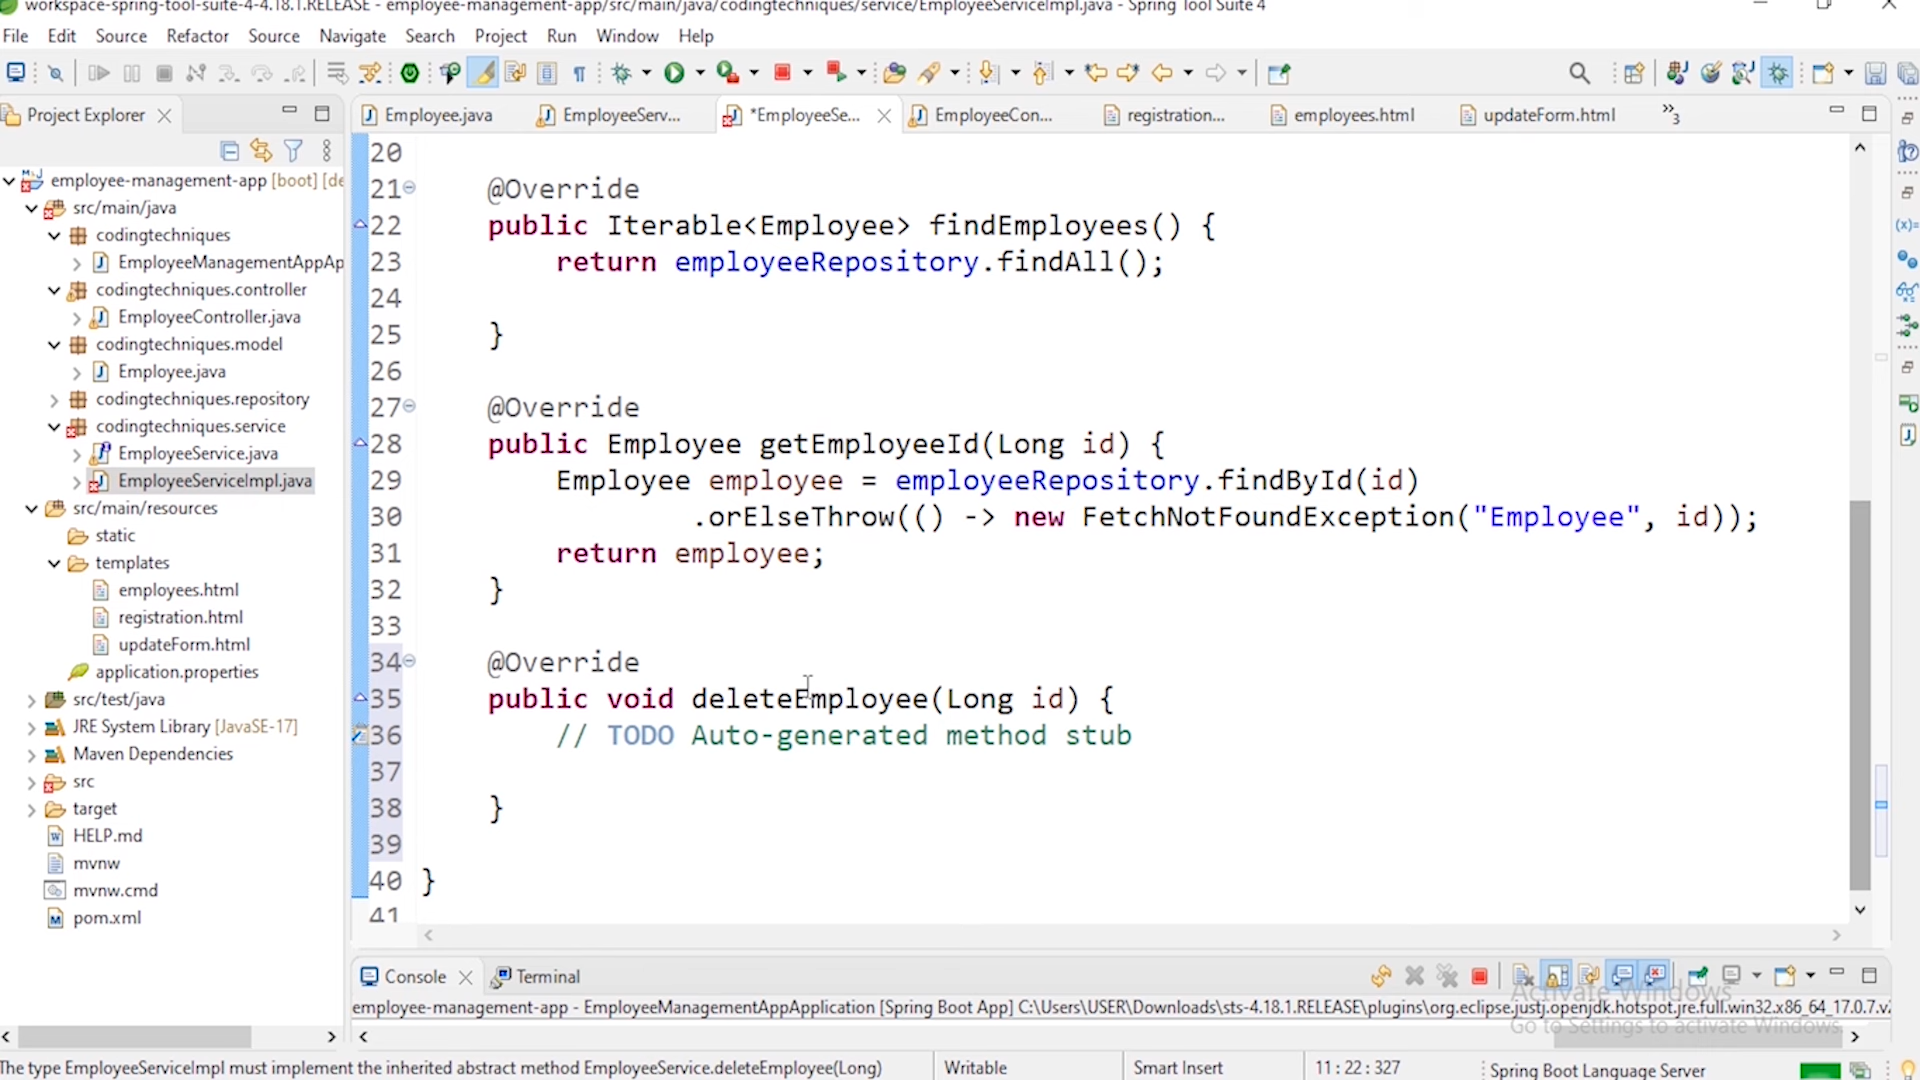 workspace-spring-tool-suite-4-4.18.1.RELEASE - employee-management-app/src/main/java/codingtechniques/service/EmployeeServiceImpl.java - Spring Tool Suite 4
File Edit Source Refactor Source Navigate Search Project Run Window Help
Project Explorer
Employee.java
EmployeeServ...
*EmployeeSe...
EmployeeCon...
registration...
employees.html
updateForm.html
3
employee-management-app [boot] [de
src/main/java
codingtechniques
EmployeeManagementAppAp
codingtechniques.controller
EmployeeController.java
codingtechniques.model
Employee.java
codingtechniques.repository
codingtechniques.service
EmployeeService.java
EmployeeServiceImpl.java
src/main/resources
static
templates
employees.html
registration.html
updateForm.html
application.properties
src/test/java
JRE System Library [JavaSE-17]
Maven Dependencies
src
target
HELP.md
mvnw
mvnw.cmd
pom.xml
20
21 @Override
22 public Iterable<Employee> findEmployees() {
23 return employeeRepository.findAll();
24
25 }
26
27 @Override
28 public Employee getEmployeeId(Long id) {
29 Employee employee = employeeRepository.findById(id)
30 .orElseThrow(() -> new FetchNotFoundException("Employee", id));
31 return employee;
32 }
33
34 @Override
35 public void deleteEmployee(Long id) {
36 // TODO Auto-generated method stub
37
38 }
39
40 }
41
Console
Terminal
employee-management-app - EmployeeManagementAppApplication [Spring Boot App] C:\Users\USER\Downloads\sts-4.18.1.RELEASE\plugins\org.eclipse.justj.openjdk.hotspot.jre.full.win32.x86_64_17.0.7.v
Activate Windows
Go to Settings to activate Windows.
The type EmployeeServiceImpl must implement the inherited abstract method EmployeeService.deleteEmployee(Long)
Writable
Smart Insert
11 : 22 : 327
Spring Boot Language Server